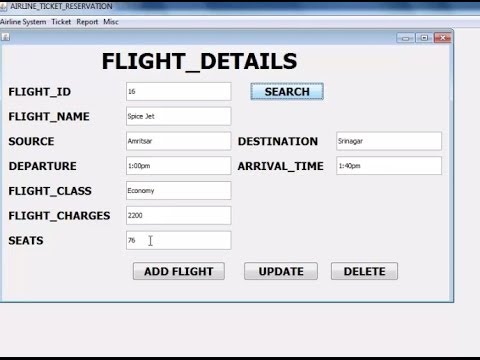 AIRLINE_TICKET_RESERVATION
Airline System Ticket Report Misc
FLIGHT_DETAILS
FLIGHT_ID 16 SEARCH
FLIGHT_NAME Spice Jet
SOURCE Amritsar DESTINATION Srinagar
DEPARTURE 1:00pm ARRIVAL_TIME 1:40pm
FLIGHT_CLASS Economy
FLIGHT_CHARGES 2200
SEATS 76
ADD FLIGHT UPDATE DELETE